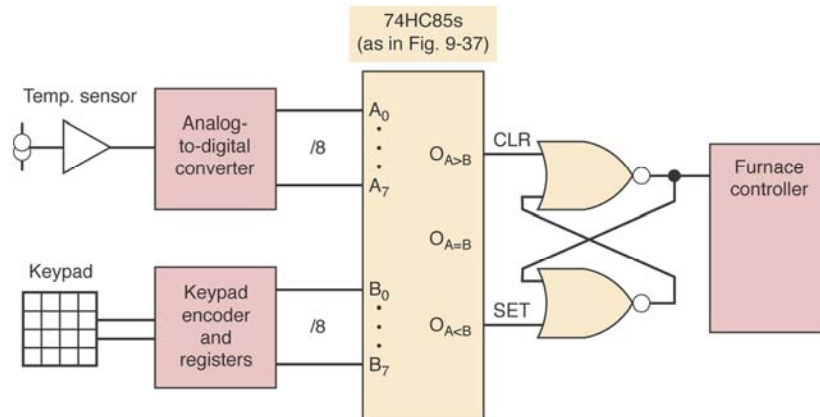 74HC85s
(as in Fig. 9-37)
Temp. sensor
Analog-
to-digital
converter
/8
A0
A7
OA>B
CLR
Furnace
controller
OA=B
Keypad
Keypad
encoder
and
registers
/8
B0
B7
OA<B
SET